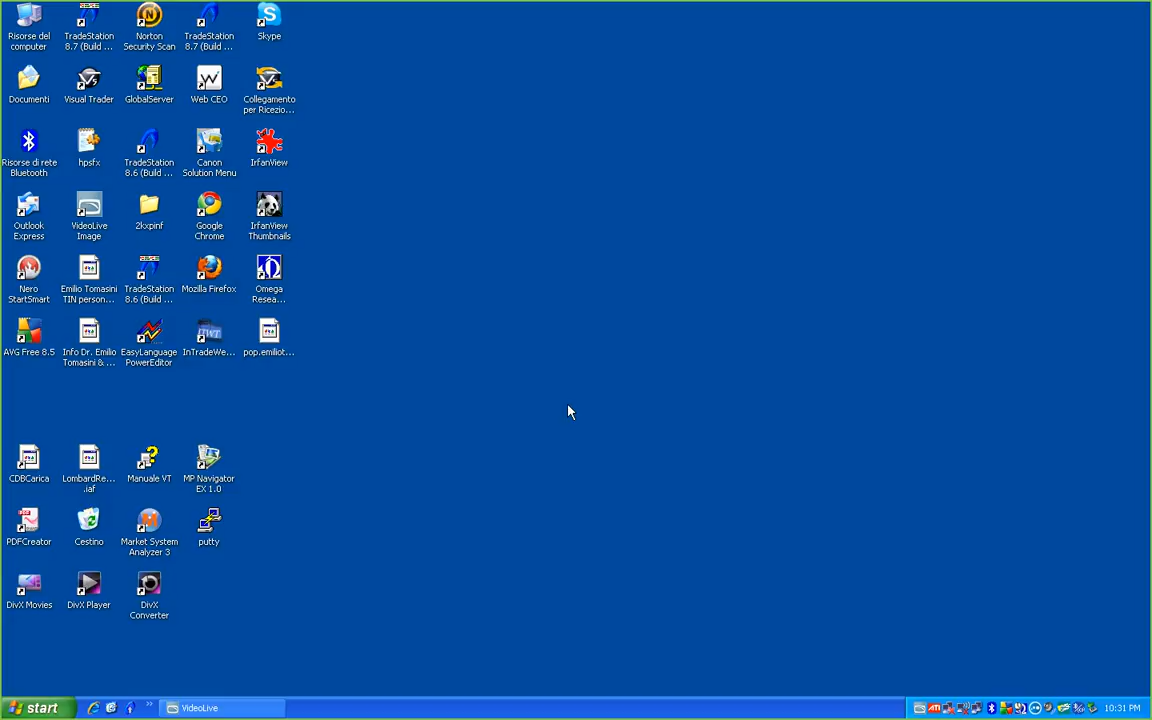 Risore del
computer
TradeStation
8.7 (Build ...
Norton
Security Scan
TradeStation
8.7 (Build ...
Skype
Documenti
Visual Trader
GlobalServer
Web CEO
Collegamento
per Ricezio...
Risorse di rete
Bluetooth
hpsfx
TradeStation
8.6 (Build ...
Canon
Solution Menu
IrfanView
Outlook
Express
VideoLive
Image
2kxpinf
Google
Chrome
IrfanView
Thumbnails
Nero
StartSmart
Emilio Tomasini
TIN person...
TradeStation
8.6 (Build ...
Mozilla Firefox
Omega
Resea...
AVG Free 8.5
Info Dr. Emilio
Tomasini & ...
EasyLanguage
PowerEditor
InTradeWe...
pop.emiliot...
CDBCarica
LombardRe...
.iaf
Manuale VT
MP Navigator
EX 1.0
PDFCreator
Cestino
Market System
Analyzer 3
putty
DivX Movies
DivX Player
DivX
Converter
start
VideoLive
10:31 PM